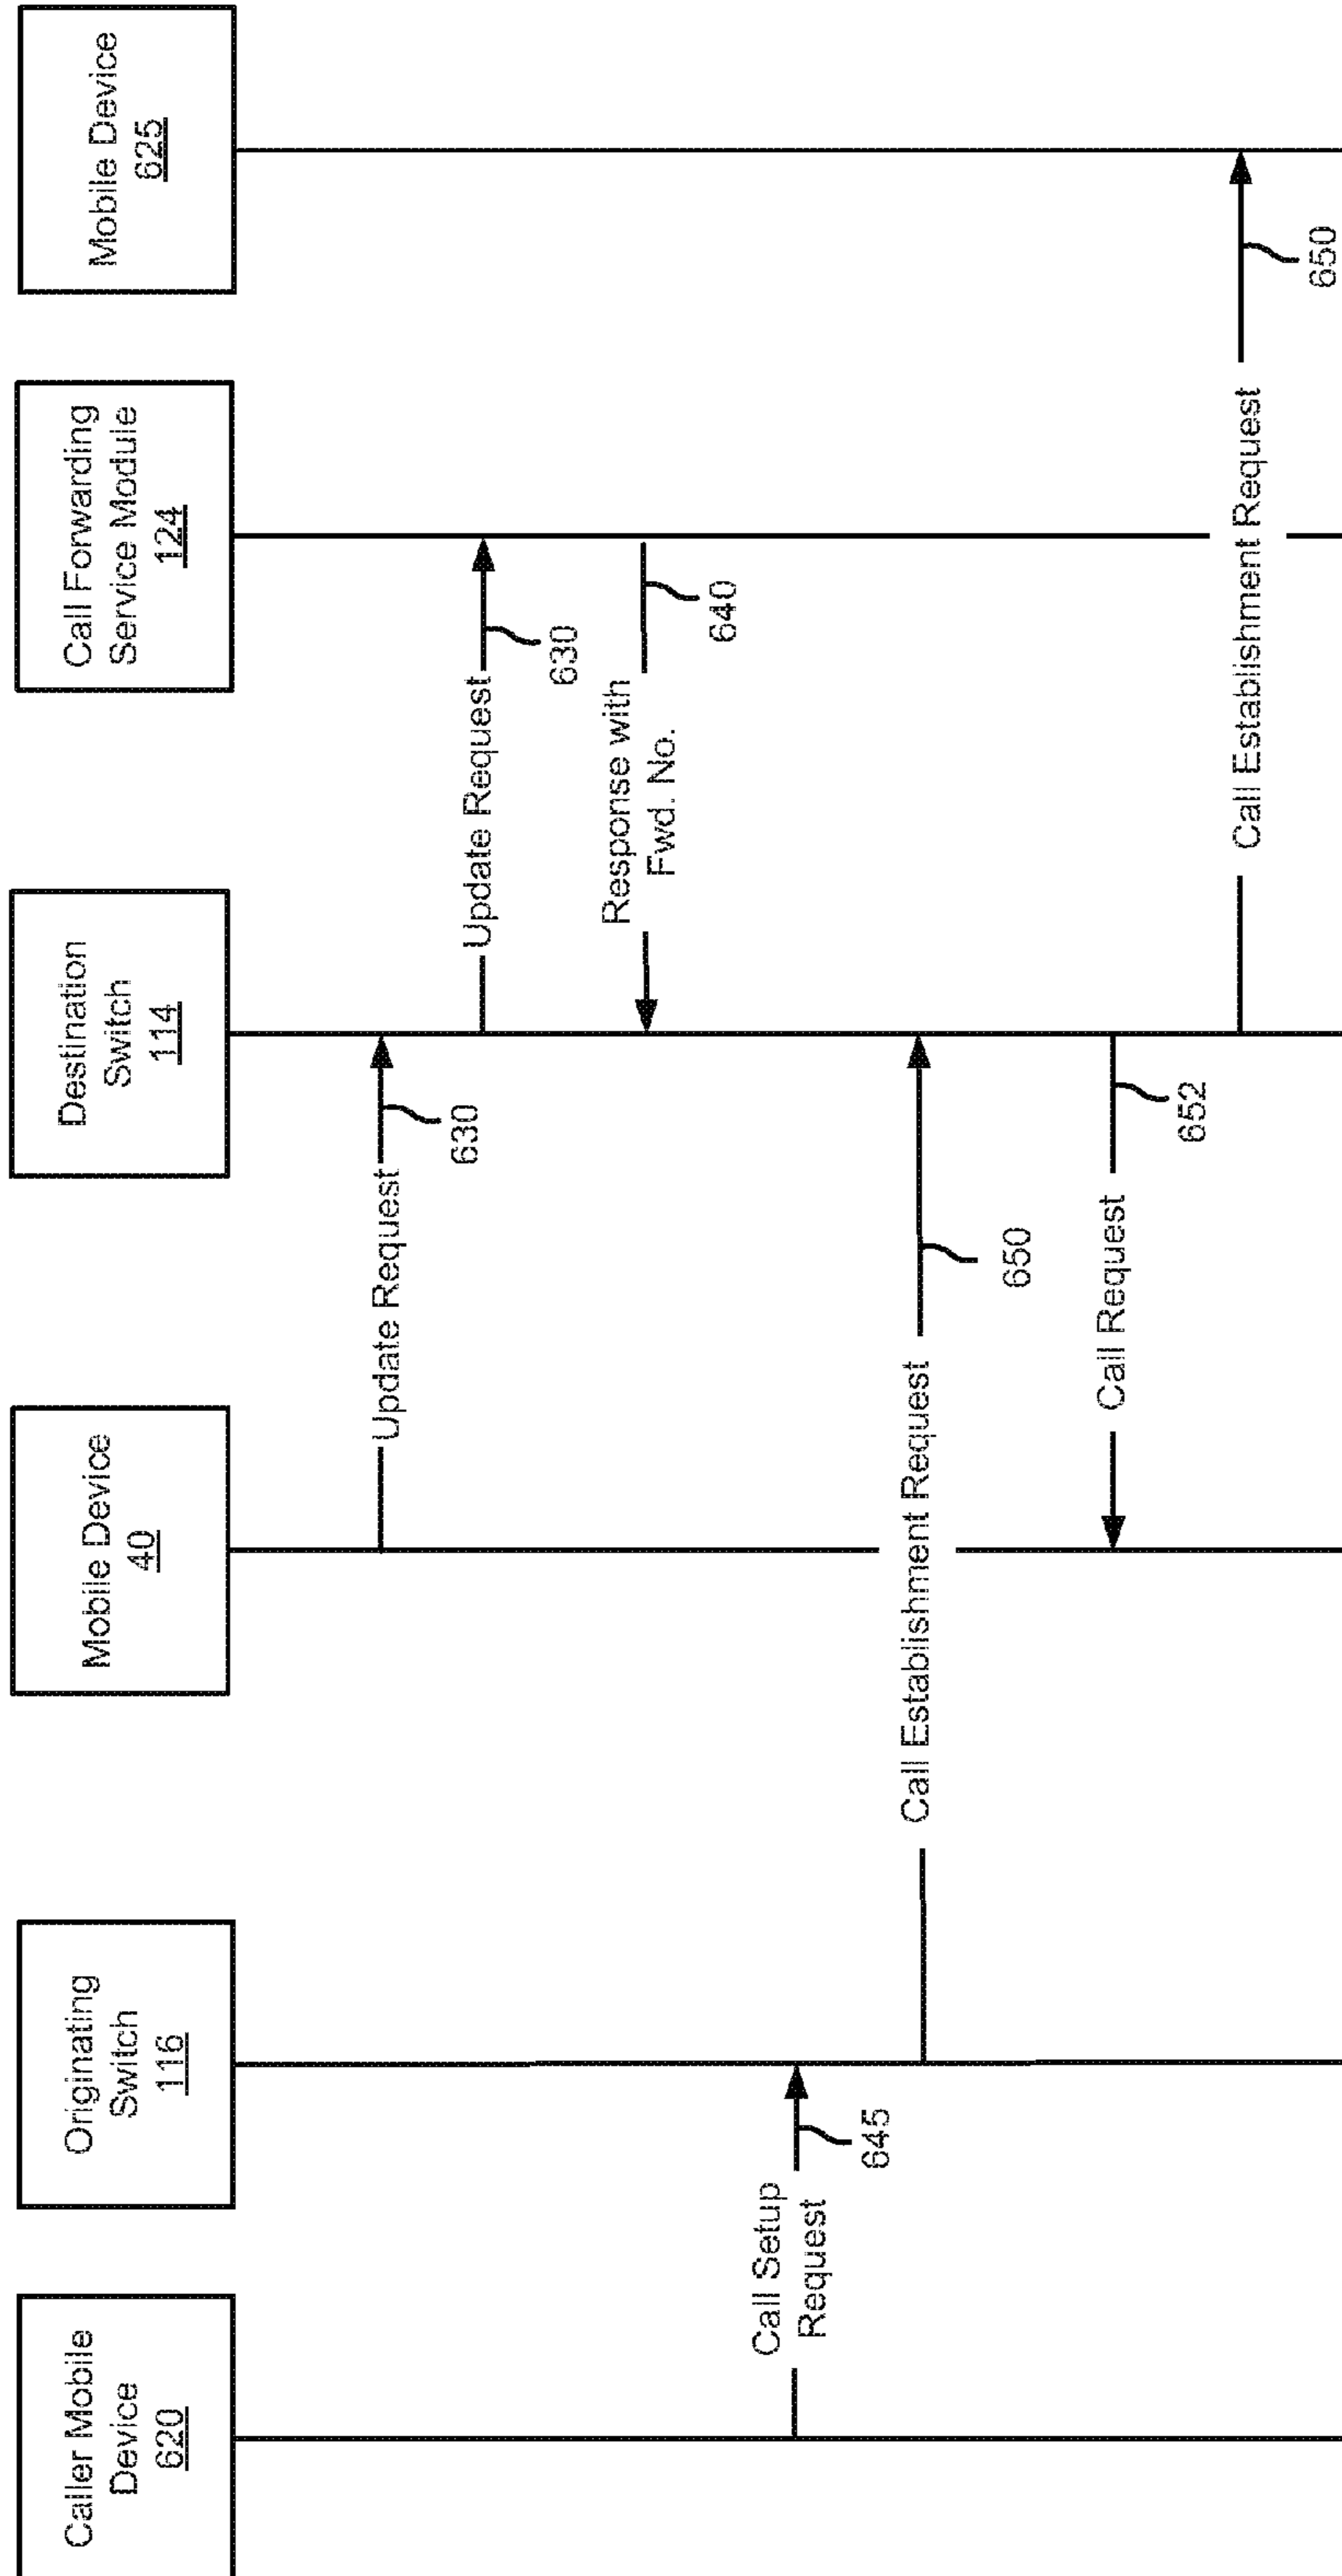 Caller Mobile
Device
620
Originating
Switch
116
Mobile Device
40
Destination
Switch
114
Call Forwarding
Service Module
124
Mobile Device
625
Update Request
630
Update Request
630
Response with
Fwd. No.
640
Call Setup
Request
645
Call Establishment Request
650
Call Request
652
Call Establishment Request
650